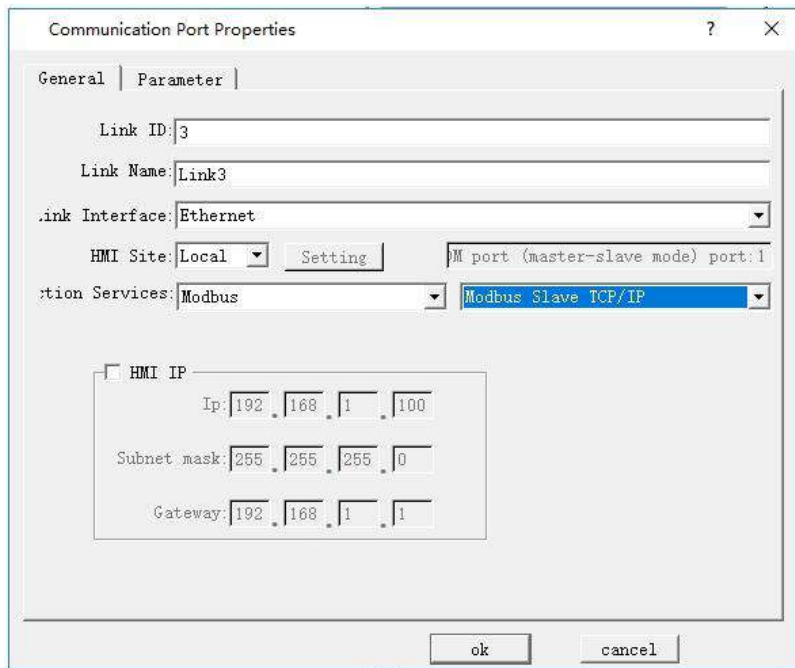 Communication Port Properties ? ×
General Parameter
Link ID: 3
Link Name: Link3
ink Interface: Ethernet
HMI Site: Local Setting M port (master-slave mode) port:1
tion Services: Modbus Modbus Slave TCP/IP
HMI IP
Ip: 192 . 168 . 1 . 100
Subnet mask: 255 . 255 . 255 . 0
Gateway: 192 . 168 . 1 . 1
ok cancel